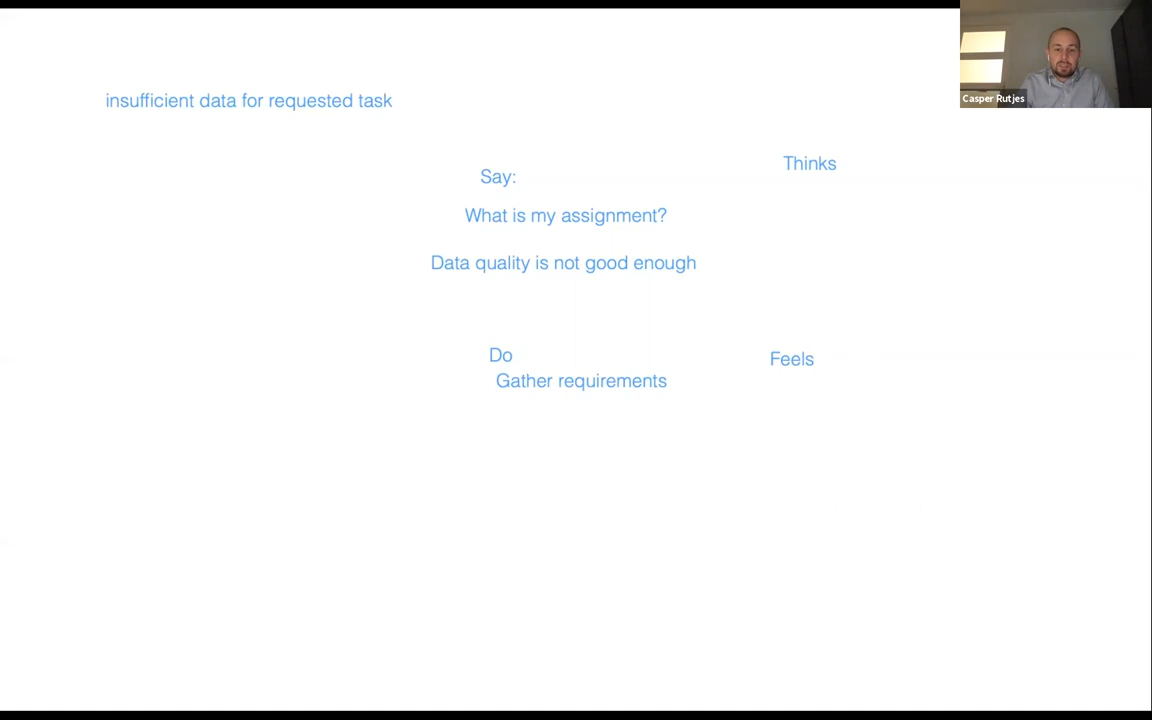 Casper Rutjes
insufficient data for requested task
Thinks
Say:
What is my assignment?
Data quality is not good enough
Do
Feels
Gather requirements